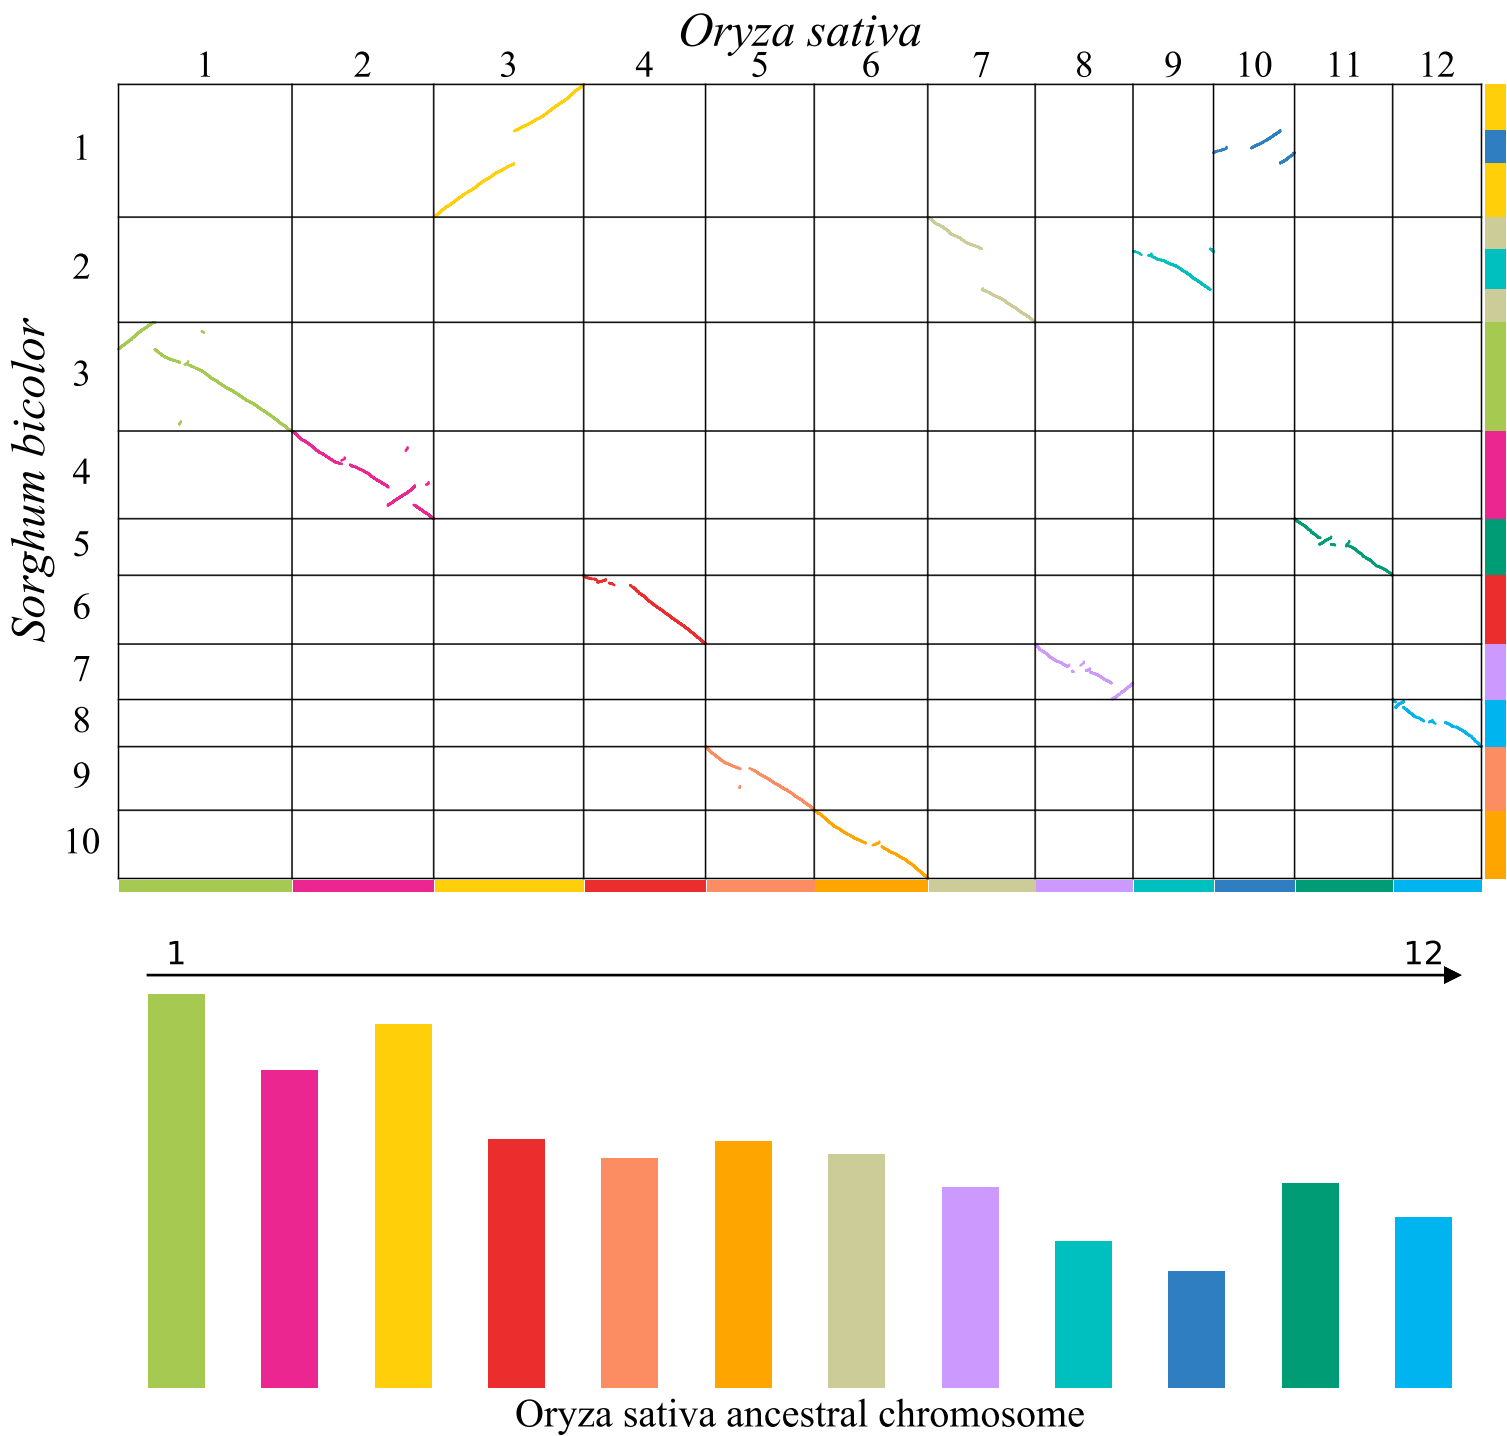 Oryza sativa
1 2 3 4 5 6 7 8 9 10 11 12
Sorghum bicolor
1
2
3
4
5
6
7
8
9
10
1 12
Oryza sativa ancestral chromosome